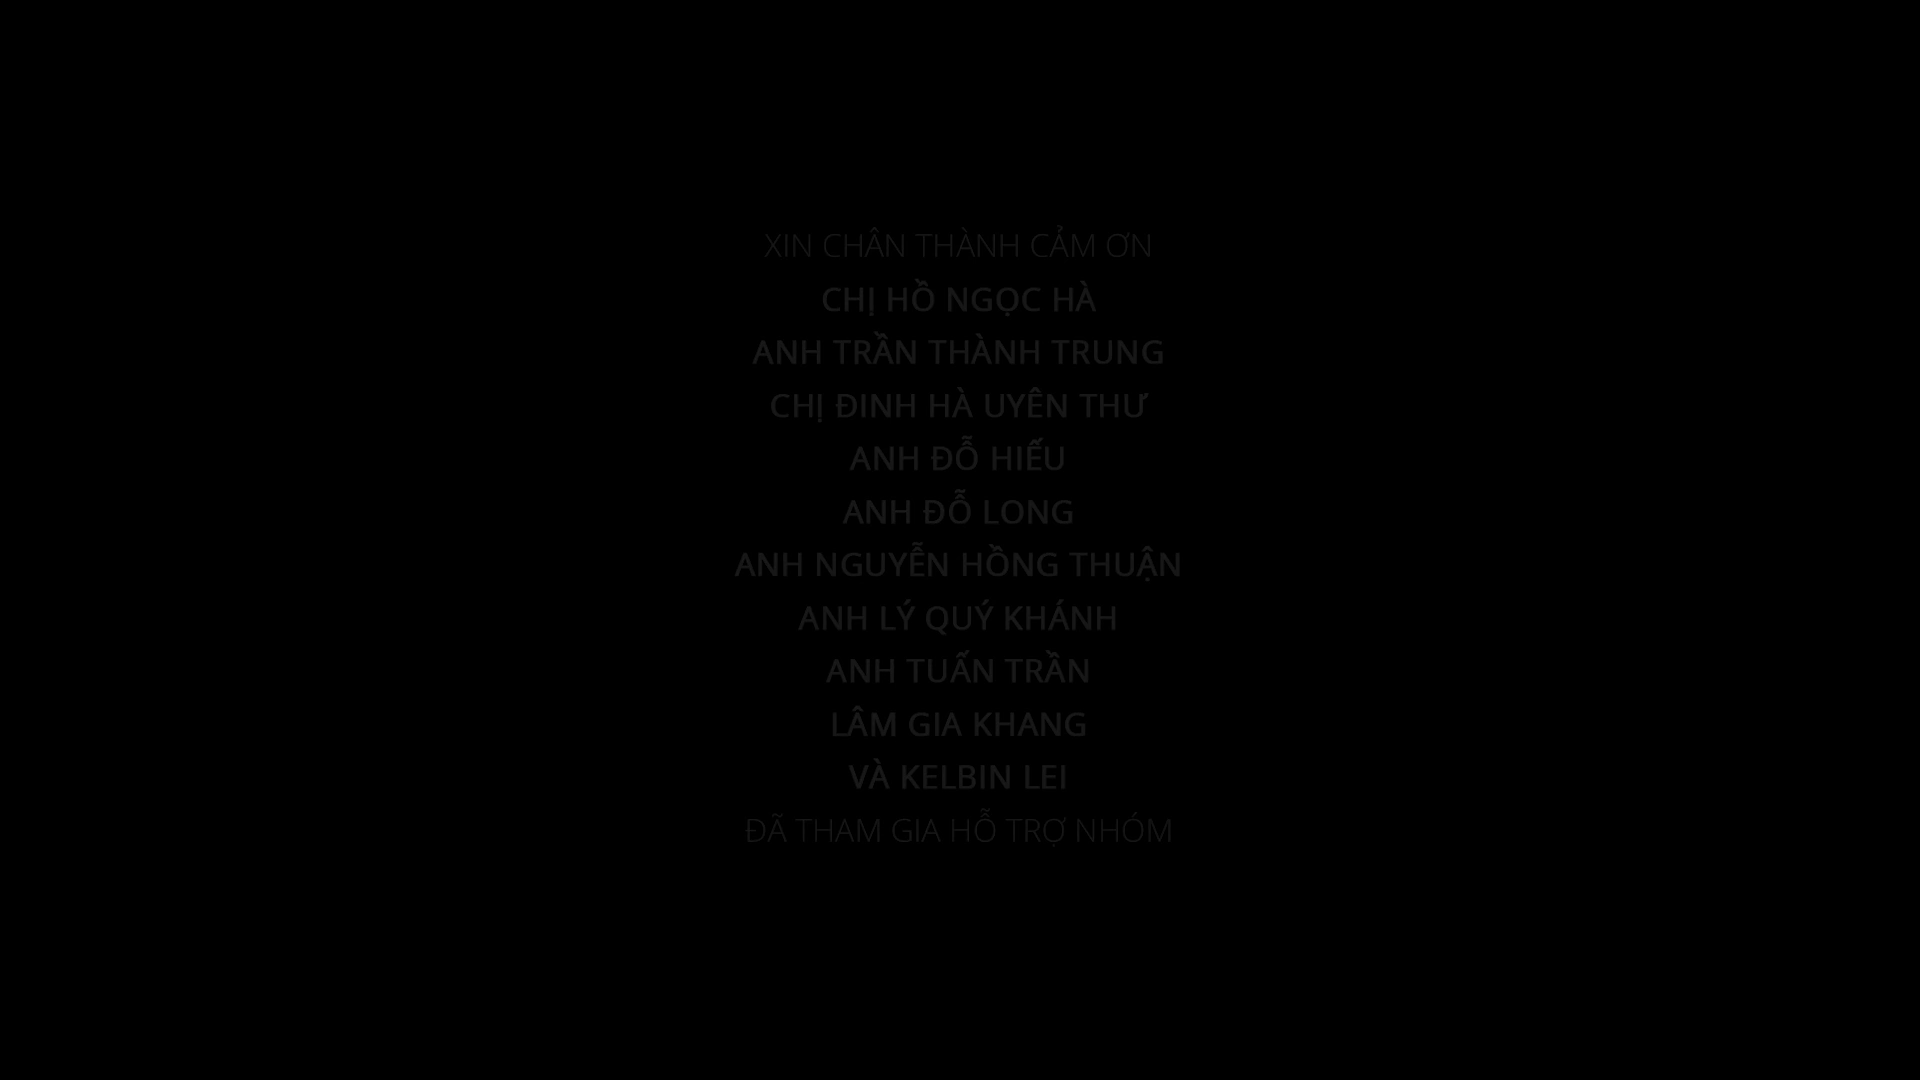 XIN CHÂN THÀNH CẢM ƠN
CHỊ HỒ NGỌC HÀ
ANH TRẦN THÀNH TRUNG
CHỊ ĐINH HÀ UYÊN THƯ
ANH ĐỖ HIẾU
ANH ĐỖ LONG
ANH NGUYỄN HỒNG THUẬN
ANH LÝ QUÝ KHÁNH
ANH TUẤN TRẦN
LÂM GIA KHANG
VÀ KELBIN LEI
ĐÃ THAM GIA HỖ TRỢ NHÓM